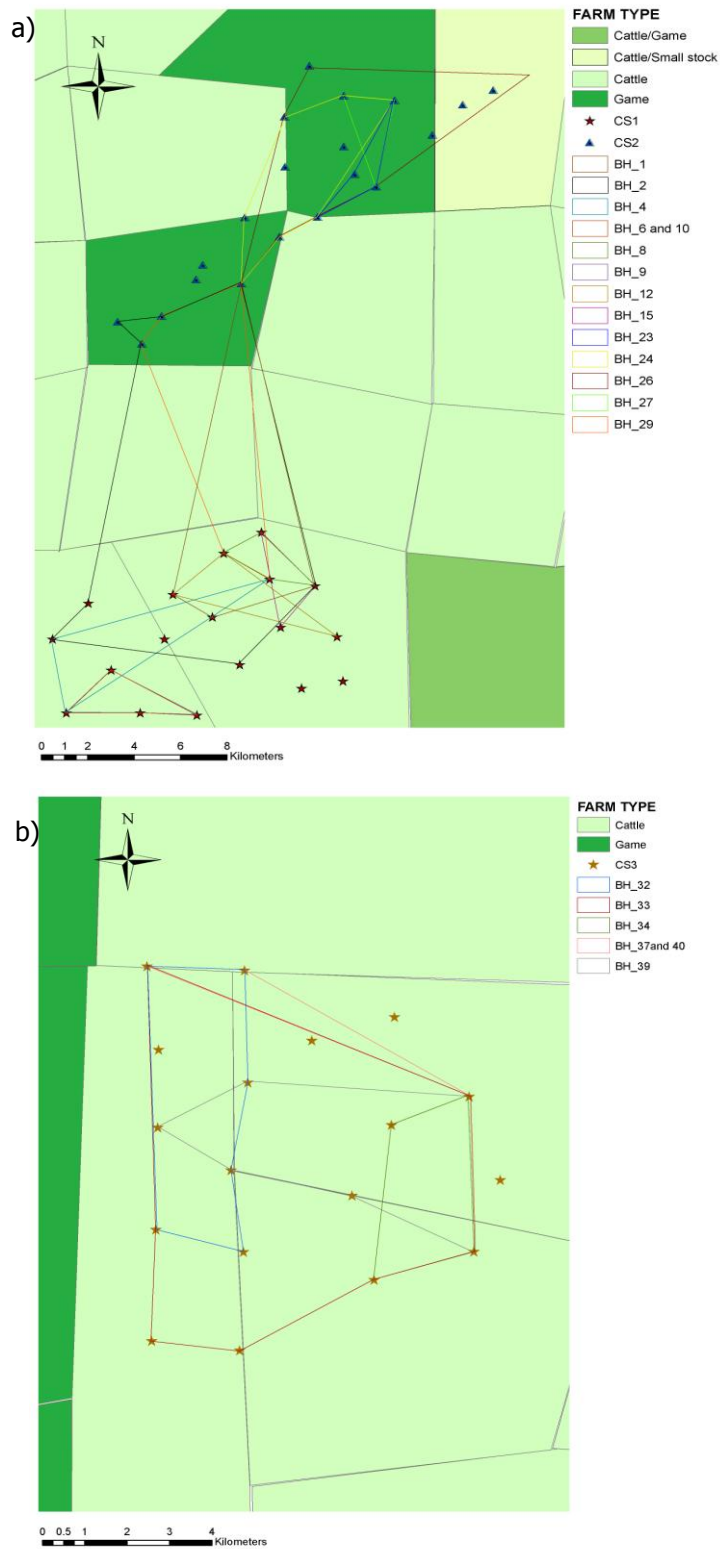 a)
N
FARM TYPE
Cattle/Game
Cattle/Small stock
Cattle
Game
CS1
CS2
BH_1
BH_2
BH_4
BH_6 and 10
BH_8
BH_9
BH_12
BH_15
BH_23
BH_24
BH_26
BH_27
BH_29
0 1 2 4 6 8
Kilometers
b)
N
FARM TYPE
Cattle
Game
CS3
BH_32
BH_33
BH_34
BH_37and 40
BH_39
0 0.5 1 2 3 4
Kilometers